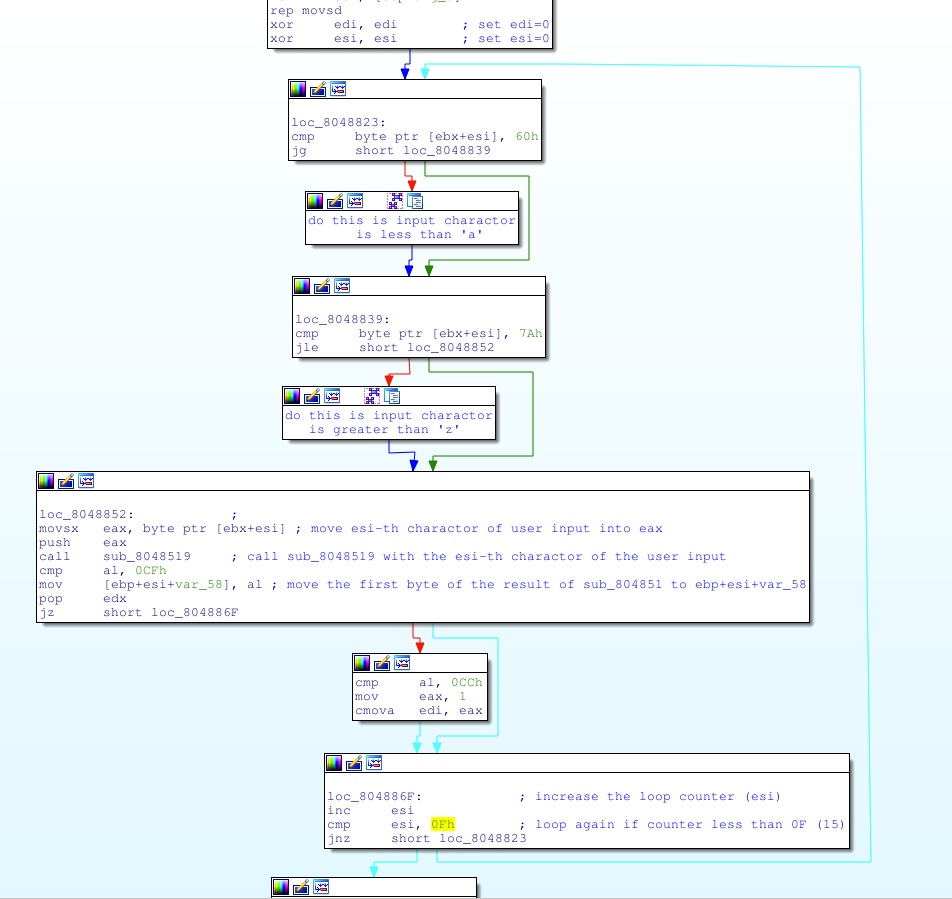 rep movsd
xor edi, edi ; set edi=0
xor esi, esi ; set esi=0
loc_8048823:
cmp byte ptr [ebx+esi], 60h
jg short loc_8048839
do this is input charactor
is less than 'a'
loc_8048839:
cmp byte ptr [ebx+esi], 7Ah
jle short loc_8048852
do this is input charactor
is greater than 'z'
loc_8048852: ;
movsx eax, byte ptr [ebx+esi] ; move esi-th charactor of user input into eax
push eax
call sub_8048519 ; call sub_8048519 with the esi-th charactor of the user input
cmp al, 0CFh
mov [ebp+esi+var_58], al ; move the first byte of the result of sub_804851 to ebp+esi+var_58
pop edx
jz short loc_804886F
cmp al, 0CCh
mov eax, 1
cmova edi, eax
loc_804886F: ; increase the loop counter (esi)
inc esi
cmp esi, 0Fh ; loop again if counter less than 0F (15)
jnz short loc_8048823